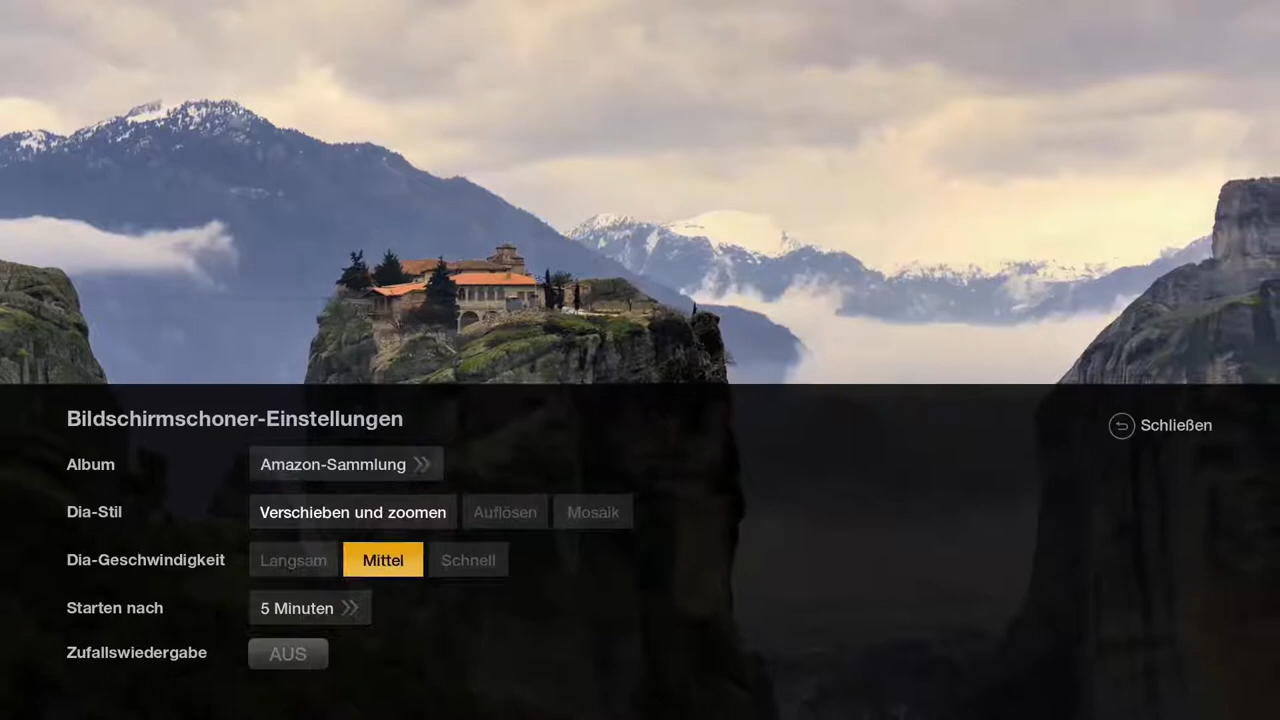 Bildschirmschoner-Einstellungen
Schließen
Album
Amazon-Sammlung
Dia-Stil
Verschieben und zoomen
Auflösen
Mosaik
Dia-Geschwindigkeit
Langsam
Mittel
Schnell
Starten nach
5 Minuten
Zufallswiedergabe
AUS